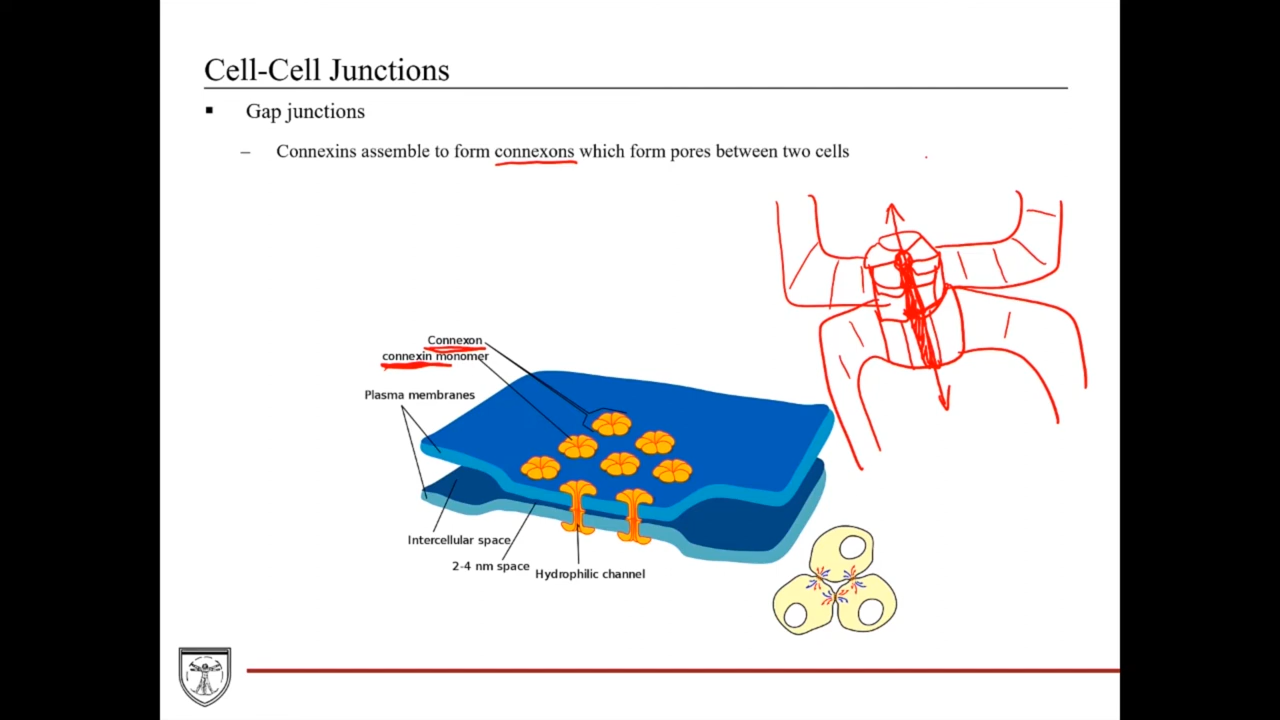 Cell-Cell Junctions
▪ Gap junctions
– Connexins assemble to form connexons which form pores between two cells
Connexon
connexin monomer
Plasma membranes
Intercellular space
2-4 nm space
Hydrophilic channel